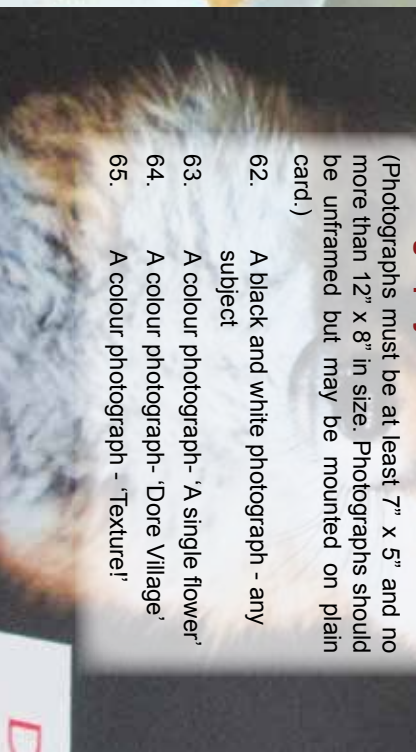 (Photographs must be at least 7” x 5” and no
more than 12” x 8” in size. Photographs should
be unframed but may be mounted on plain
card.)
62. A black and white photograph - any
subject
63. A colour photograph- ‘A single flower’
64. A colour photograph- ‘Dore Village’
65. A colour photograph - ‘Texture!’